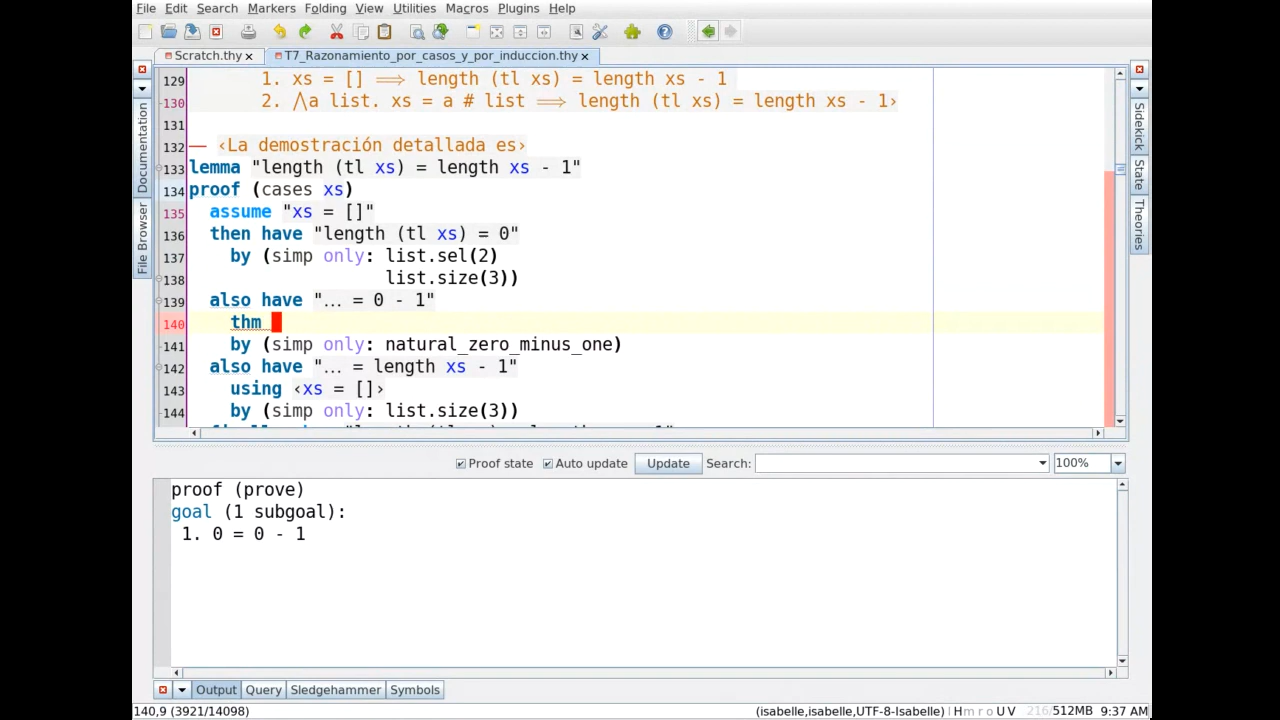 File Edit Search Markers Folding View Utilities Macros Plugins Help
Scratch.thy T7_Razonamiento_por_casos_y_por_induccion.thy
129 1. xs = [] ⟹ length (tl xs) = length xs - 1
130 2. ⋀a list. xs = a # list ⟹ length (tl xs) = length xs - 1›
131
132 — ‹La demostración detallada es›
133 lemma "length (tl xs) = length xs - 1"
134 proof (cases xs)
135 assume "xs = []"
136 then have "length (tl xs) = 0"
137 by (simp only: list.sel(2)
138 list.size(3))
139 also have "… = 0 - 1"
140 thm
141 by (simp only: natural_zero_minus_one)
142 also have "… = length xs - 1"
143 using ‹xs = []›
144 by (simp only: list.size(3))
Documentation
File Browser
Sidekick
State
Theories
Proof state Auto update Update Search: 100%
proof (prove)
goal (1 subgoal):
1. 0 = 0 - 1
Output Query Sledgehammer Symbols
140,9 (3921/14098) (isabelle,isabelle,UTF-8-Isabelle) H m r o U V 216/512MB 9:37 AM